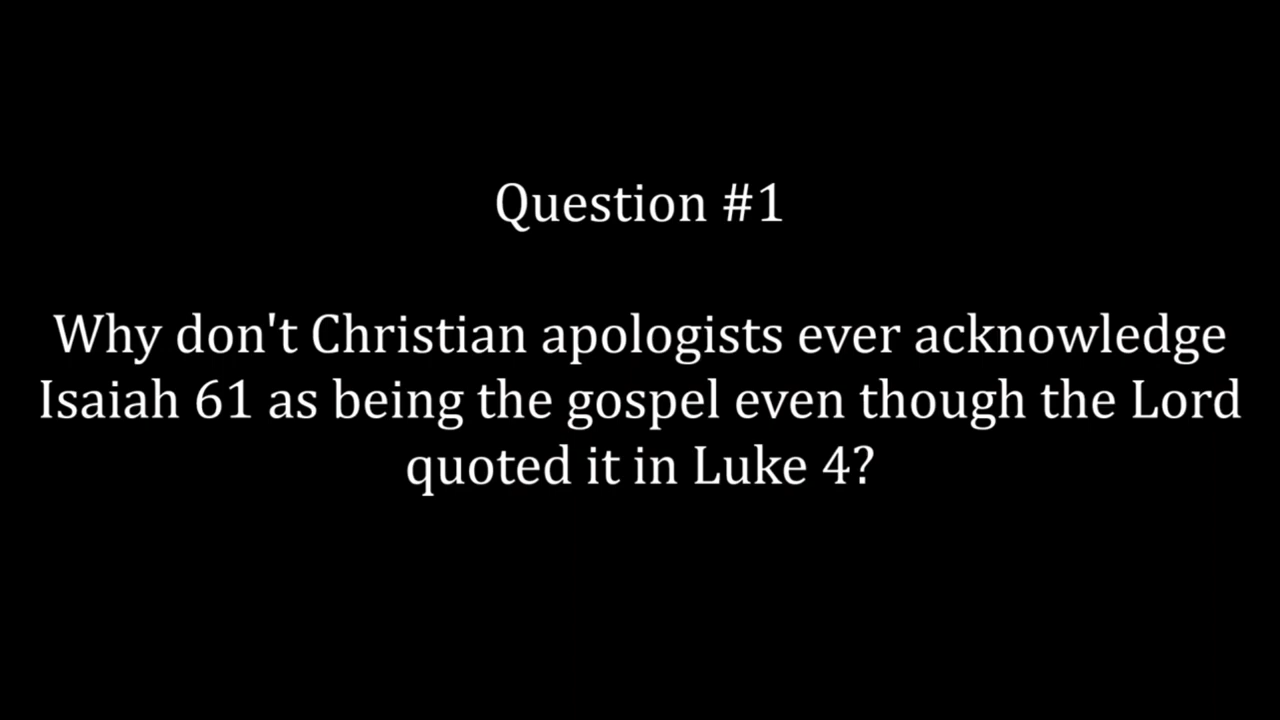 Question #1
Why don't Christian apologists ever acknowledge
Isaiah 61 as being the gospel even though the Lord
quoted it in Luke 4?